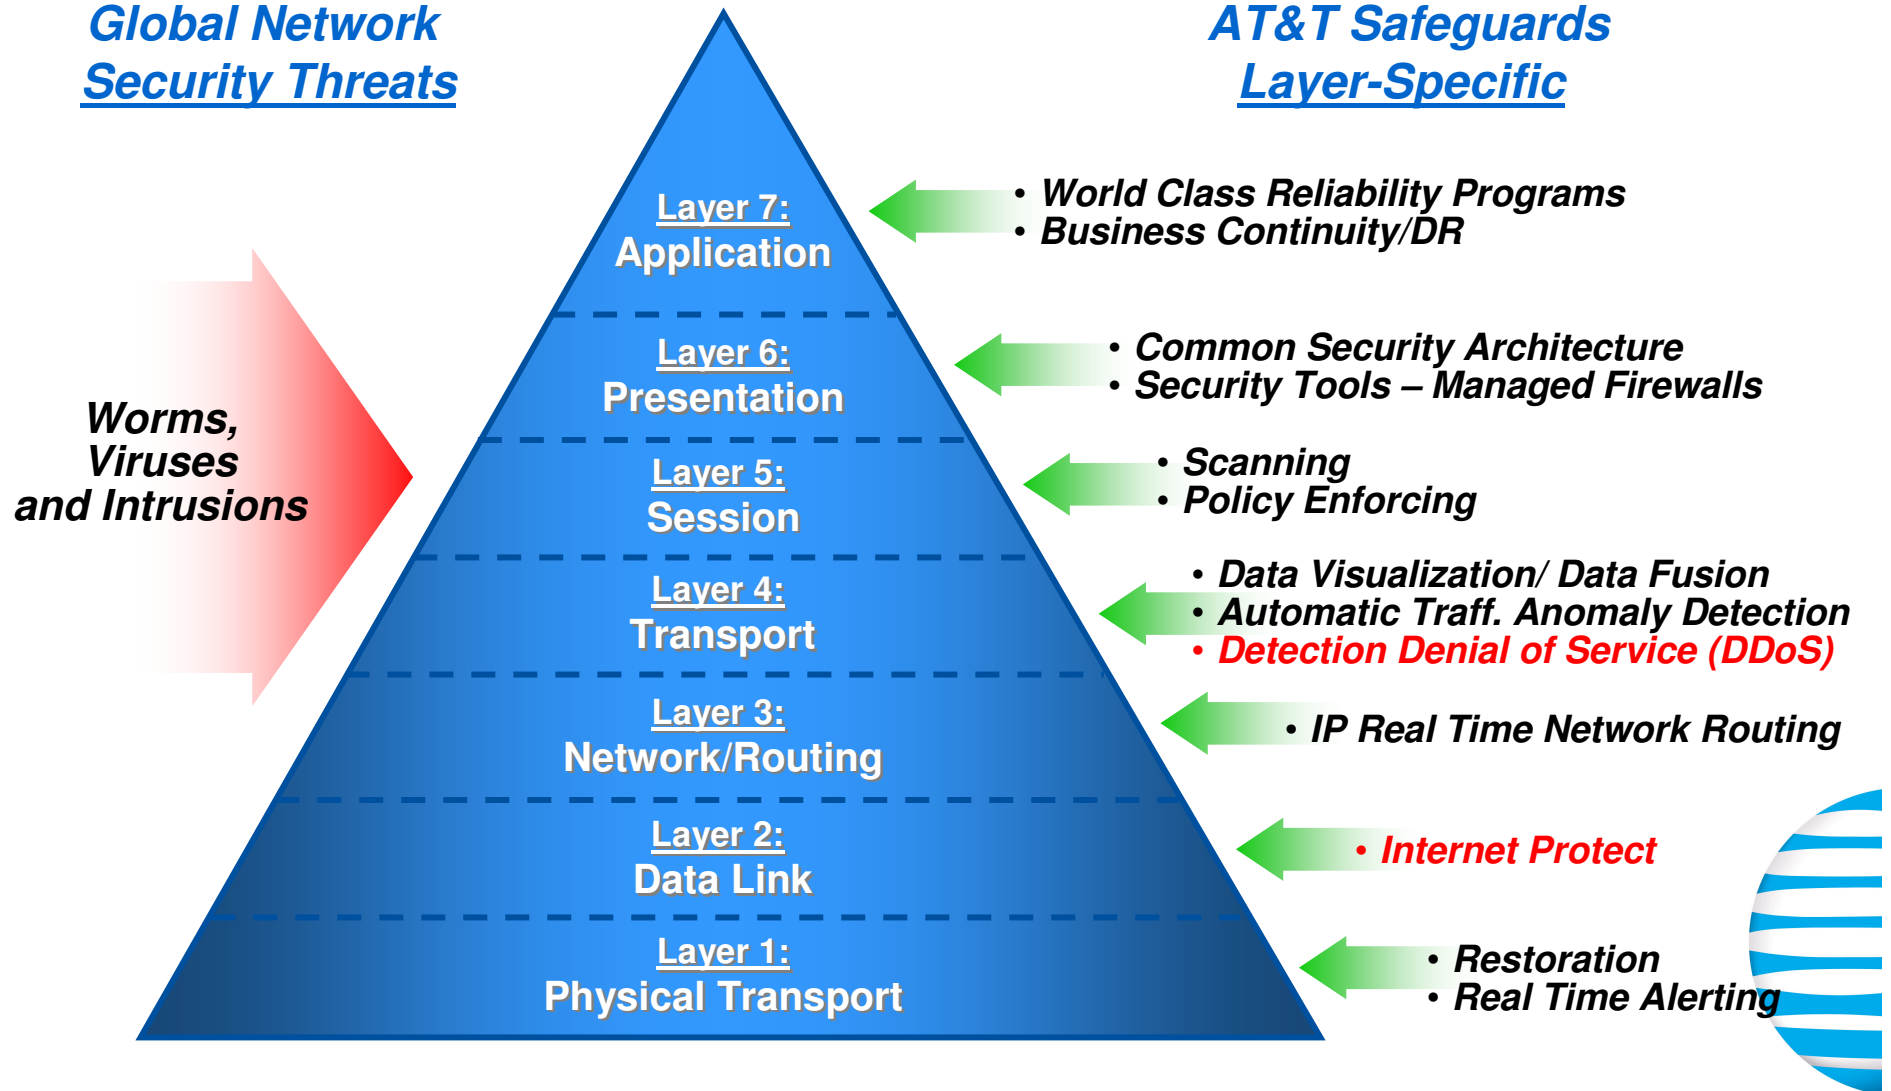 Global Network
Security Threats
AT&T Safeguards
Layer-Specific
Worms,
Viruses
and Intrusions
Layer 7:
Application
• World Class Reliability Programs
• Business Continuity/DR
Layer 6:
Presentation
• Common Security Architecture
• Security Tools – Managed Firewalls
Layer 5:
Session
• Scanning
• Policy Enforcing
Layer 4:
Transport
• Data Visualization/ Data Fusion
• Automatic Traff. Anomaly Detection
• Detection Denial of Service (DDoS)
Layer 3:
Network/Routing
• IP Real Time Network Routing
Layer 2:
Data Link
• Internet Protect
Layer 1:
Physical Transport
• Restoration
• Real Time Alerting